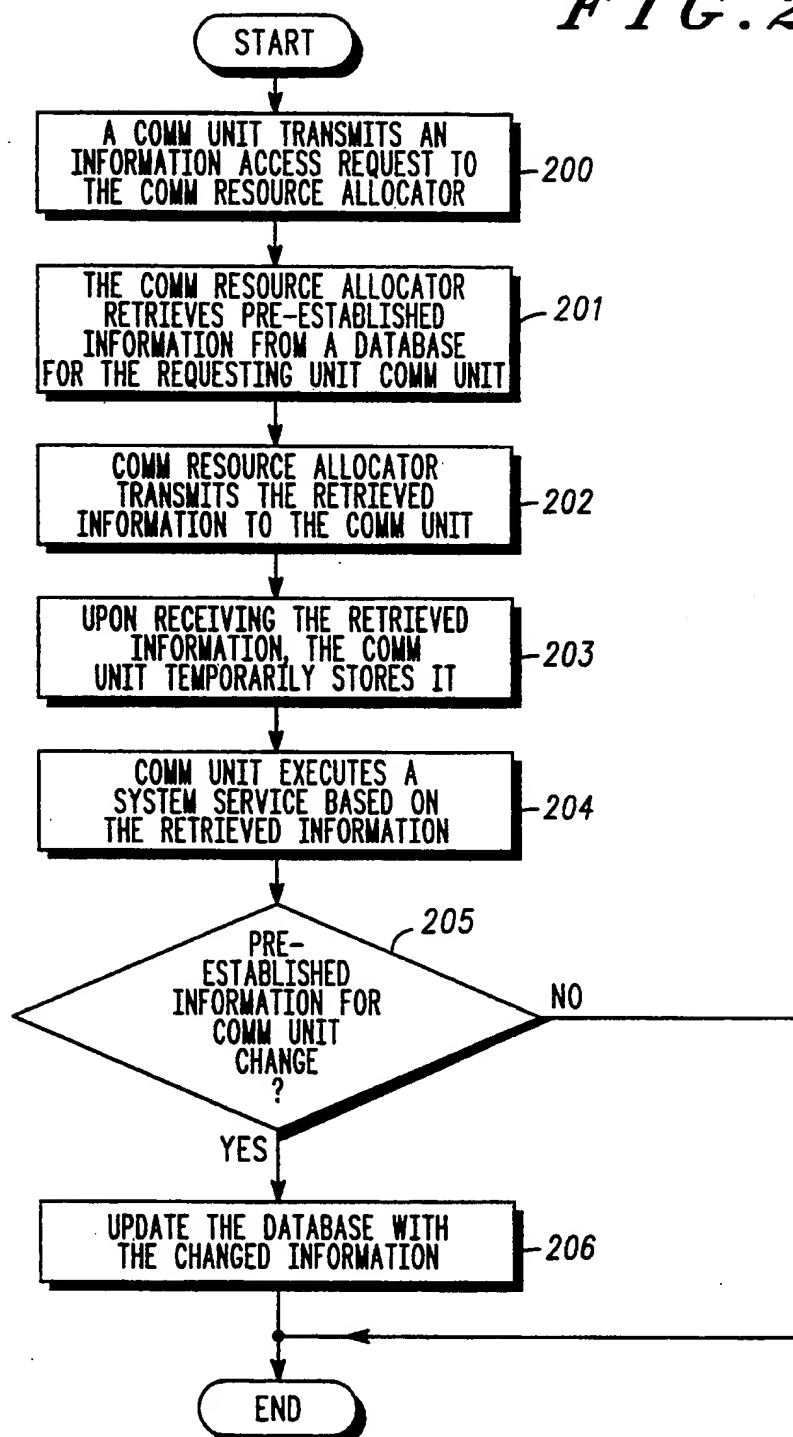 FIG.2
START
A COMM UNIT TRANSMITS AN
INFORMATION ACCESS REQUEST TO
THE COMM RESOURCE ALLOCATOR
200
THE COMM RESOURCE ALLOCATOR
RETRIEVES PRE-ESTABLISHED
INFORMATION FROM A DATABASE
FOR THE REQUESTING UNIT COMM UNIT
201
COMM RESOURCE ALLOCATOR
TRANSMITS THE RETRIEVED
INFORMATION TO THE COMM UNIT
202
UPON RECEIVING THE RETRIEVED
INFORMATION, THE COMM
UNIT TEMPORARILY STORES IT
203
COMM UNIT EXECUTES A
SYSTEM SERVICE BASED ON
THE RETRIEVED INFORMATION
204
205
PRE-
ESTABLISHED
INFORMATION FOR
COMM UNIT
CHANGE
?
NO
YES
UPDATE THE DATABASE WITH
THE CHANGED INFORMATION
206
END